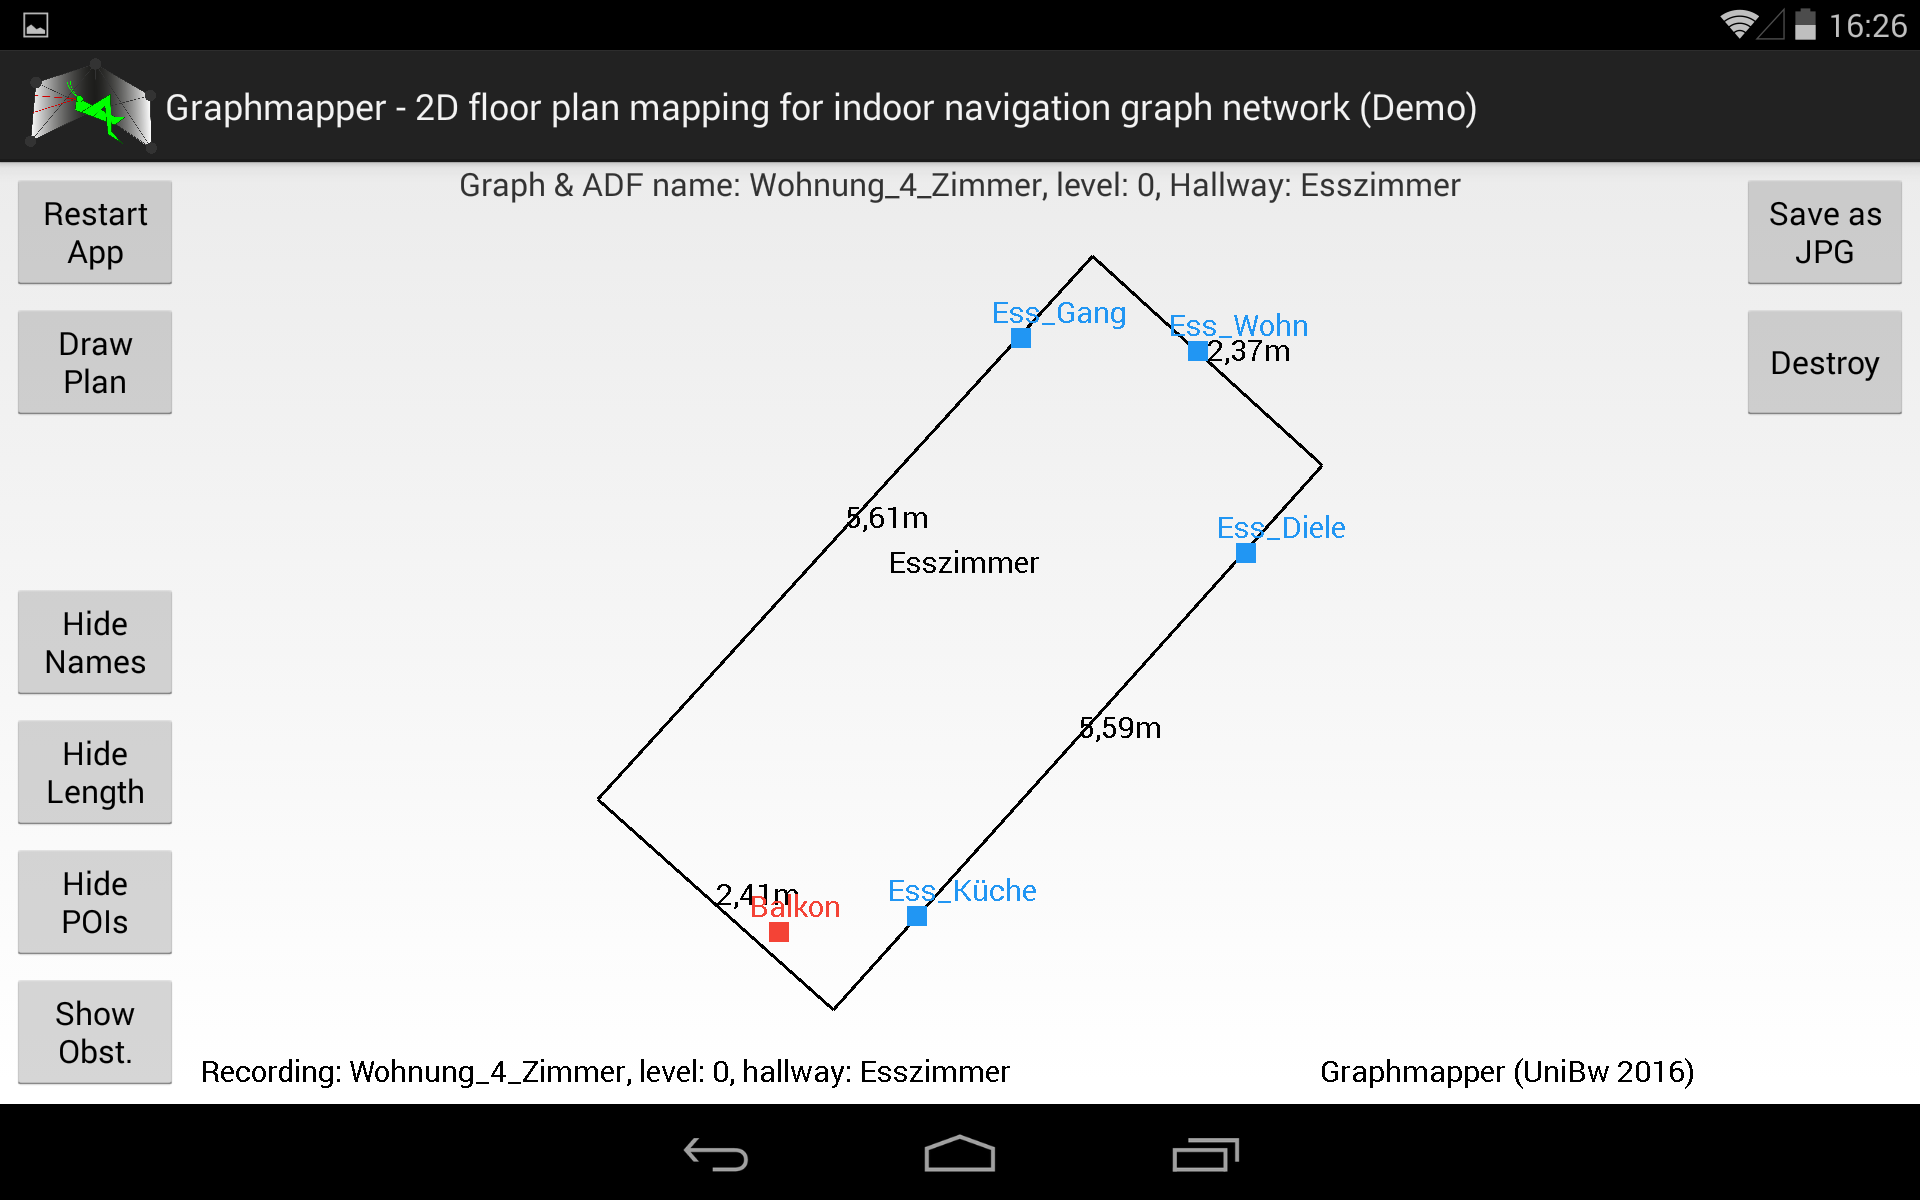 16:26
Graphmapper - 2D floor plan mapping for indoor navigation graph network (Demo)
Graph & ADF name: Wohnung_4_Zimmer, level: 0, Hallway: Esszimmer
Restart
App
Save as
JPG
Draw
Plan
Destroy
Ess_Gang
Ess_Wohn
2,37m
5,61m
Ess_Diele
Esszimmer
Hide
Names
5,59m
Hide
Length
Hide
POIs
2,41m
Balkon
Ess_Küche
Show
Obst.
Recording: Wohnung_4_Zimmer, level: 0, hallway: Esszimmer
Graphmapper (UniBw 2016)